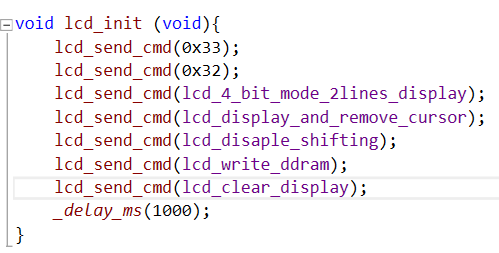 void lcd_init (void){
lcd_send_cmd(0x33);
lcd_send_cmd(0x32);
lcd_send_cmd(lcd_4_bit_mode_2lines_display);
lcd_send_cmd(lcd_display_and_remove_cursor);
lcd_send_cmd(lcd_disaple_shifting);
lcd_send_cmd(lcd_write_ddram);
lcd_send_cmd(lcd_clear_display);
_delay_ms(1000);
}